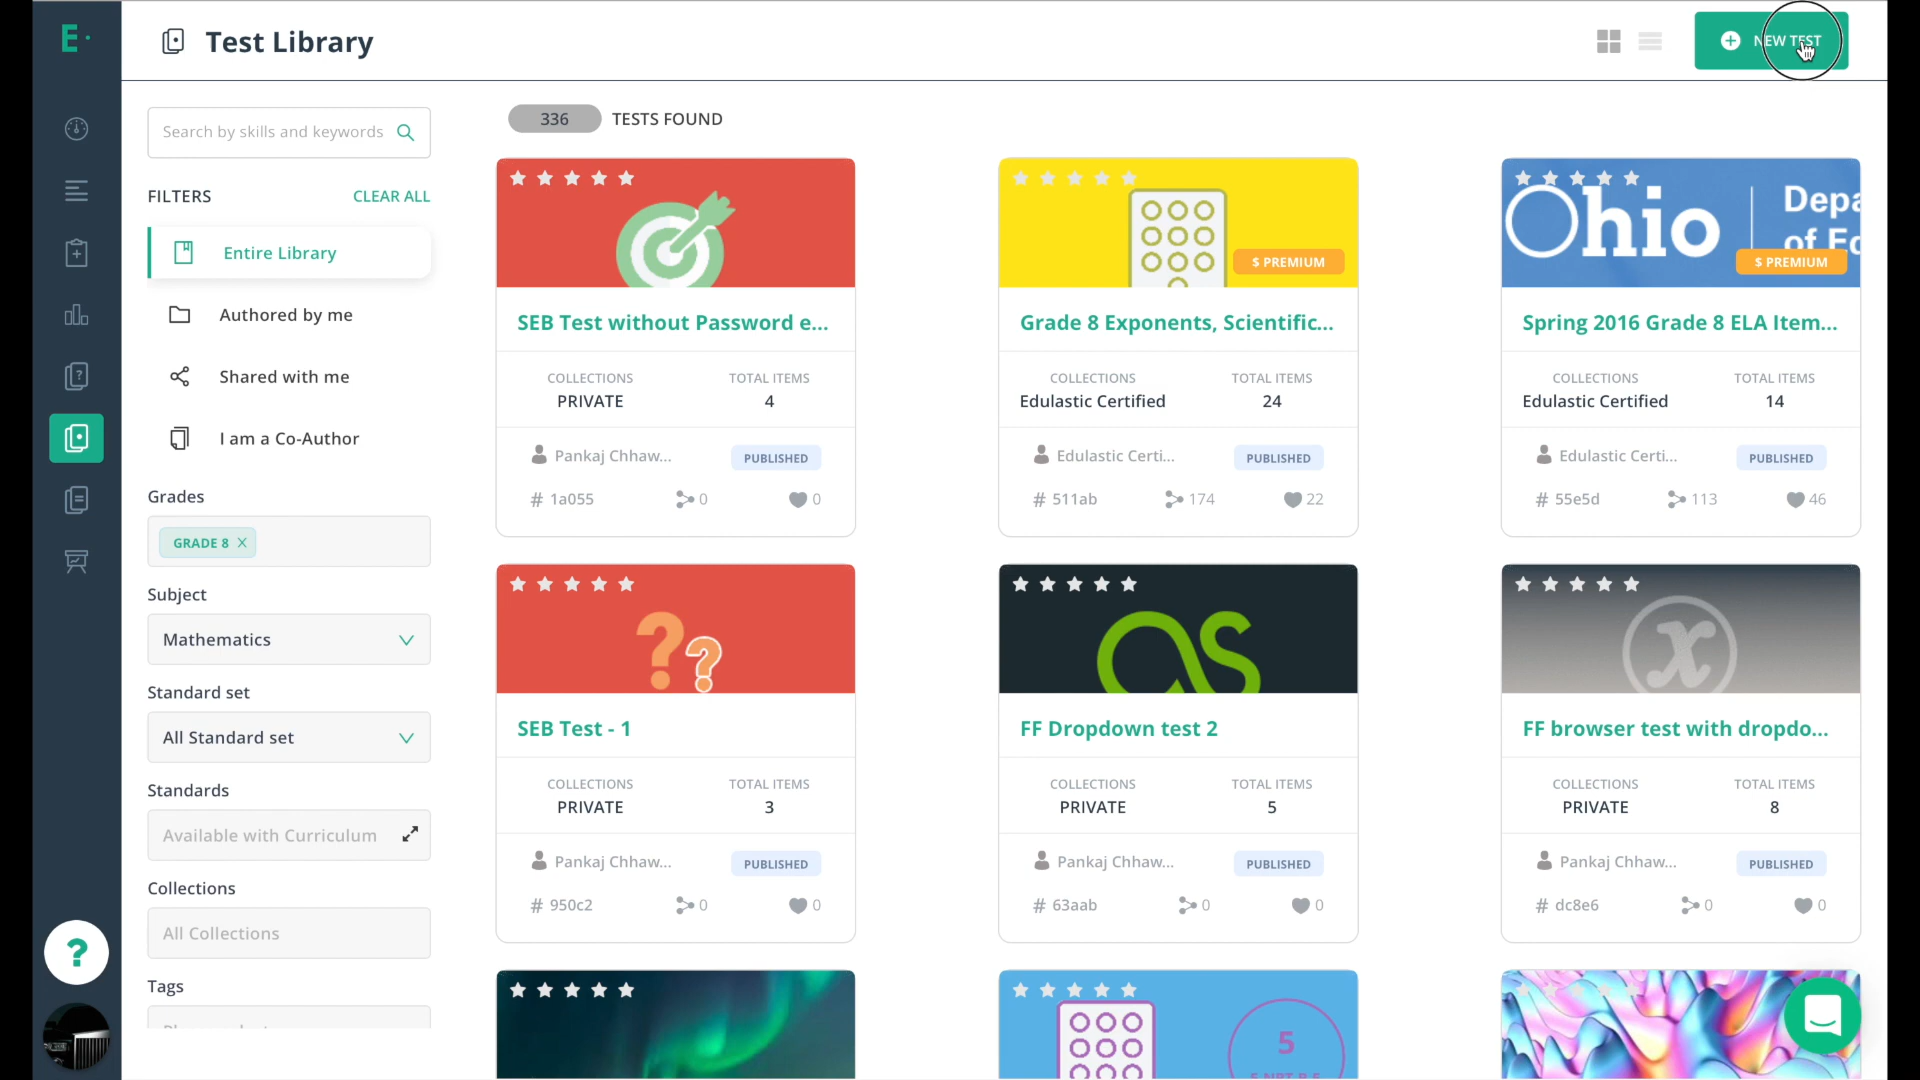 E
Test Library
NEW TEST
Search by skills and keywords
336 TESTS FOUND
FILTERS CLEAR ALL
Entire Library
Authored by me
Shared with me
I am a Co-Author
Grades
GRADE 8
Subject
Mathematics
Standard set
All Standard set
Standards
Available with Curriculum
Collections
All Collections
Tags
?
SEB Test without Password e...
COLLECTIONS TOTAL ITEMS
PRIVATE 4
Pankaj Chhaw... PUBLISHED
# 1a055 0 0
$ PREMIUM
Grade 8 Exponents, Scientific...
COLLECTIONS TOTAL ITEMS
Edulastic Certified 24
Edulastic Certi... PUBLISHED
# 511ab 174 22
Ohio
$ PREMIUM
Spring 2016 Grade 8 ELA Item...
COLLECTIONS TOTAL ITEMS
Edulastic Certified 14
Edulastic Certi... PUBLISHED
# 55e5d 113 46
??
SEB Test - 1
COLLECTIONS TOTAL ITEMS
PRIVATE 3
Pankaj Chhaw... PUBLISHED
# 950c2 0 0
FF Dropdown test 2
COLLECTIONS TOTAL ITEMS
PRIVATE 5
Pankaj Chhaw... PUBLISHED
# 63aab 0 0
x
FF browser test with dropdo...
COLLECTIONS TOTAL ITEMS
PRIVATE 8
Pankaj Chhaw... PUBLISHED
# dc8e6 0 0
5